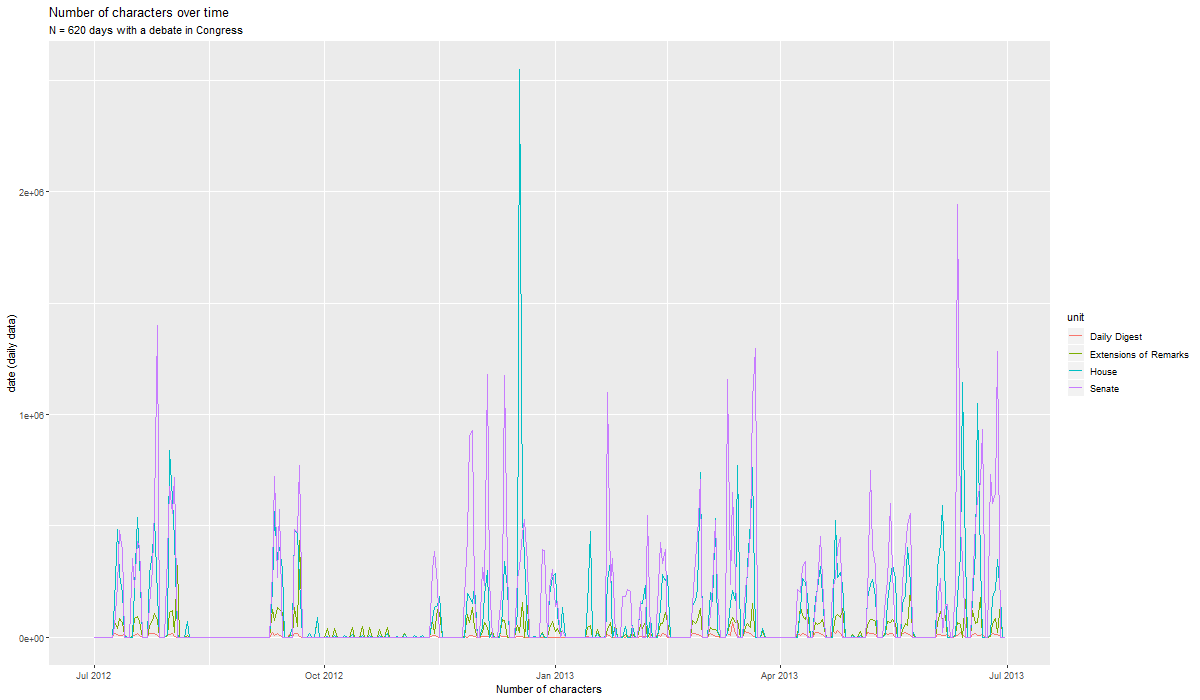 Number of characters over time
N = 620 days with a debate in Congress
date (daily data)
2e+06
1e+06
0e+00
Jul 2012
Oct 2012
Jan 2013
Apr 2013
Jul 2013
Number of characters
unit
Daily Digest
Extensions of Remarks
House
Senate